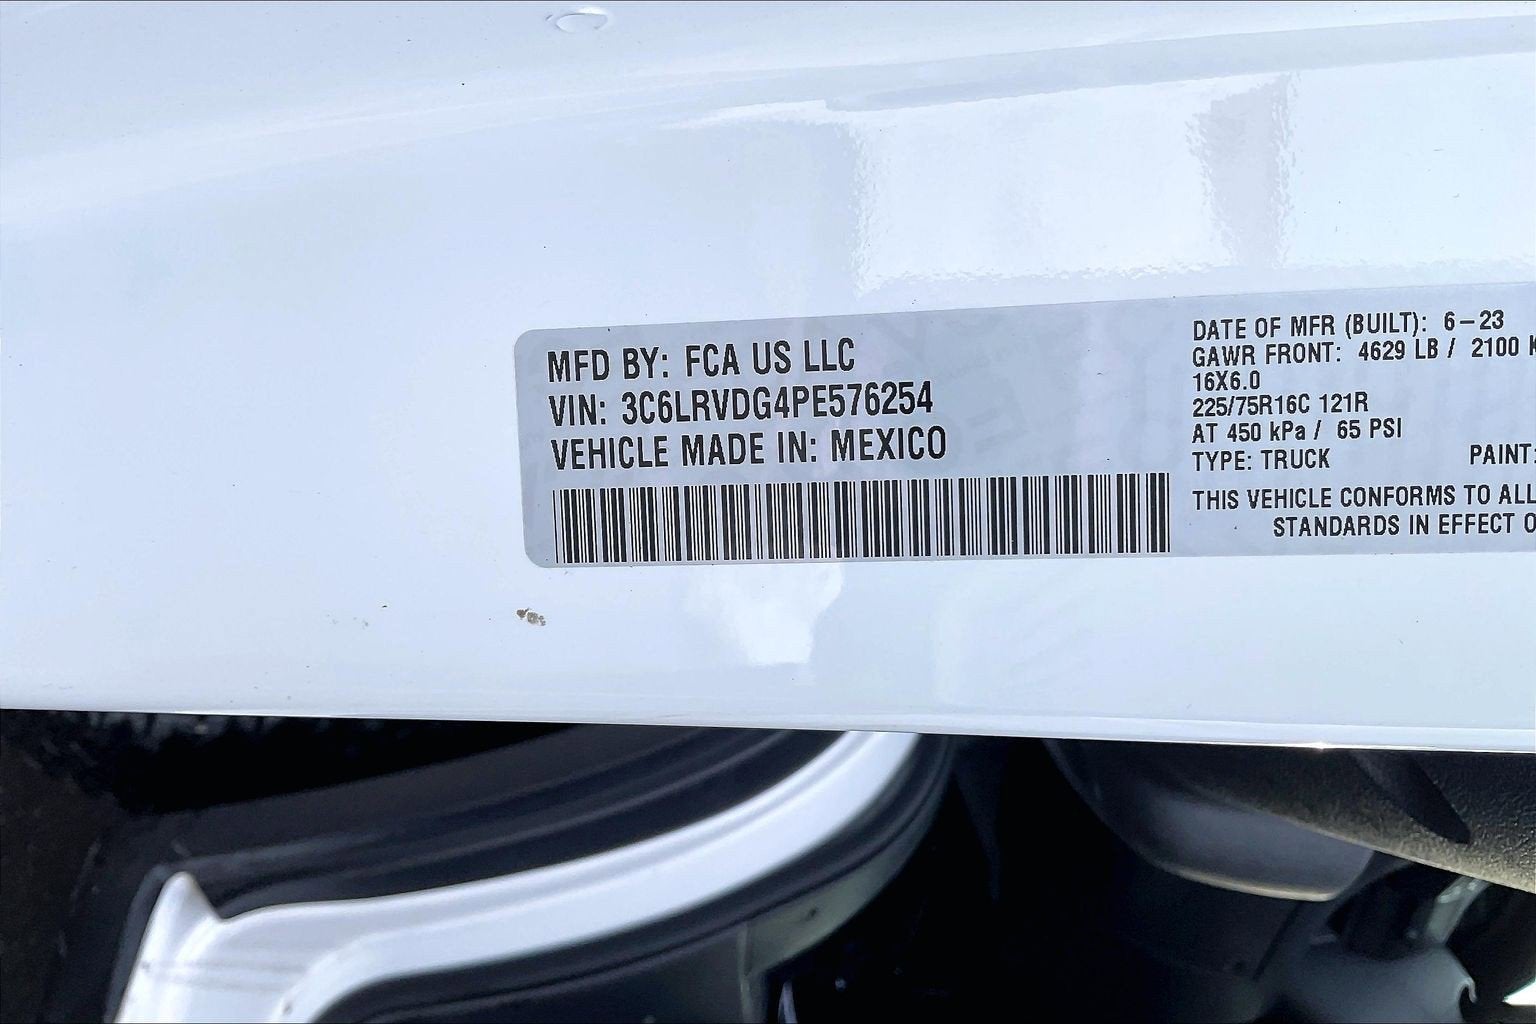 MFD BY: FCA US LLC
VIN: 3C6LRVDG4PE576254
VEHICLE MADE IN: MEXICO
DATE OF MFR (BUILT): 6-23
GAWR FRONT: 4629 LB / 2100 K
16X6.0
225/75R16C 121R
AT 450 kPa / 65 PSI
TYPE: TRUCK PAINT:
THIS VEHICLE CONFORMS TO ALL
STANDARDS IN EFFECT O